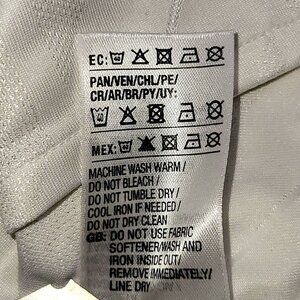 EC:
PAN/VEN/CHL/PE/
CR/AR/BR/PY/UY:
MEX:
MACHINE WASH WARM/
DO NOT BLEACH/
DO NOT TUMBLE DRY/
COOL IRON IF NEEDED/
DO NOT DRY CLEAN
GB: DO NOT USE FABRIC
SOFTENER/WASH AND
IRON INSIDE OUT/
REMOVE IMMEDIATELY/
LINE DRY